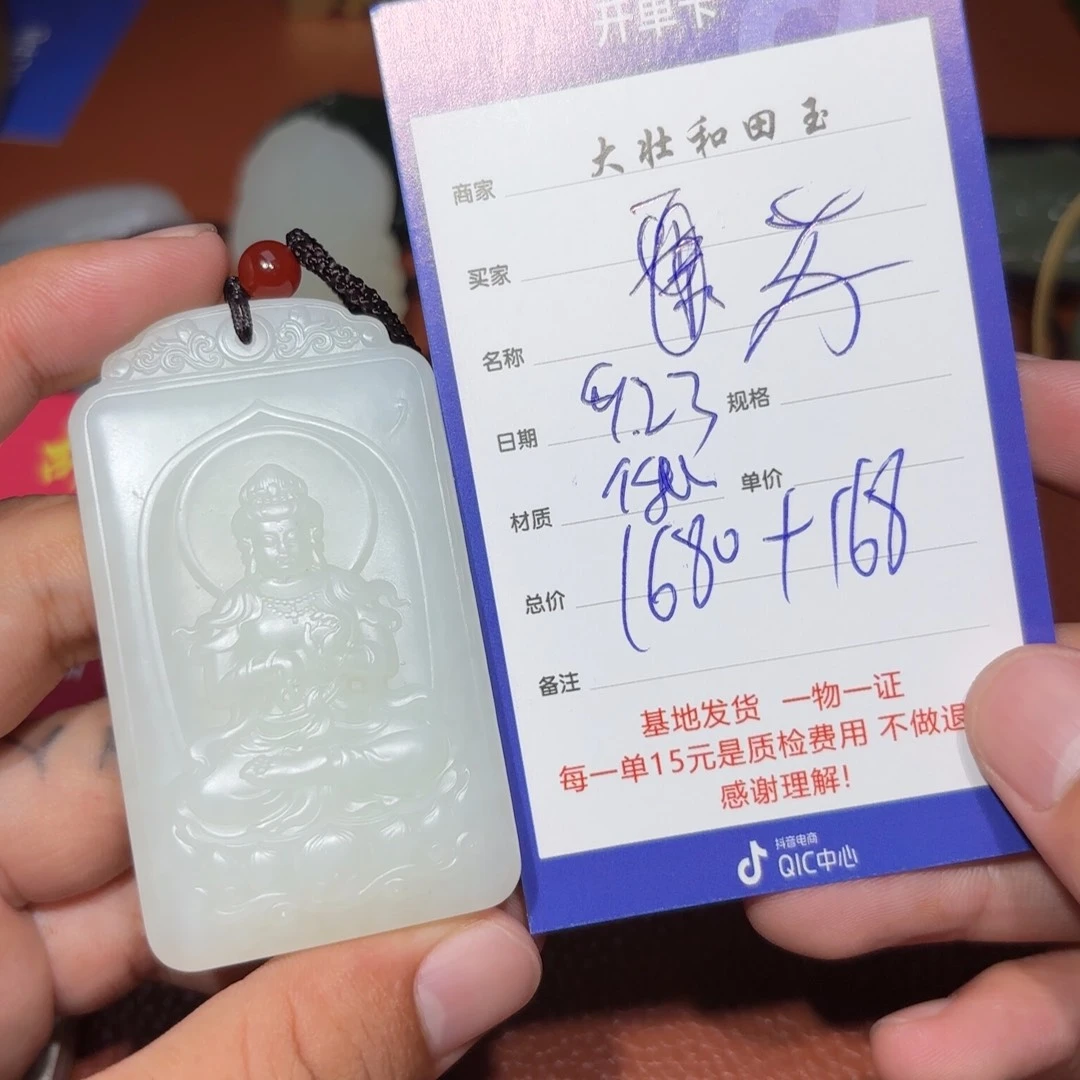 开单卡
商家 大壮和田玉
买家
名称
日期 9.23 规格
材质 单价
总价 1680+168
备注
基地发货 一物一证
每一单15元是质检费用 不做退
感谢理解!
抖音电商
QIC中心